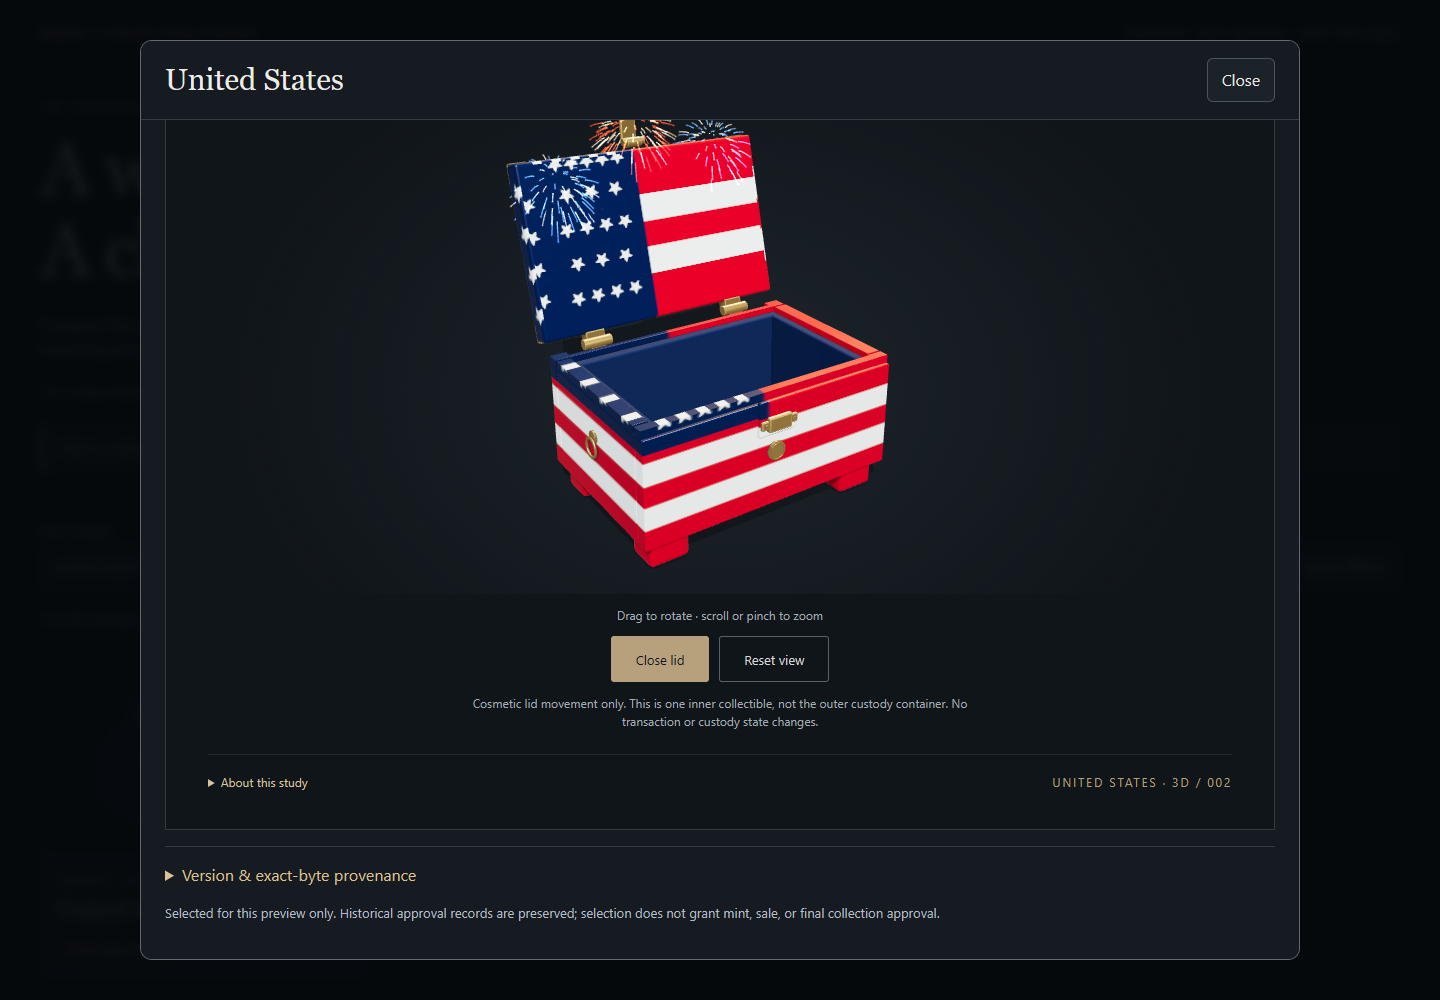 United States
Close
Drag to rotate · scroll or pinch to zoom
Close lid
Reset view
Cosmetic lid movement only. This is one inner collectible, not the outer custody container. No
transaction or custody state changes.
About this study
UNITED STATES · 3D / 002
Version & exact-byte provenance
Selected for this preview only. Historical approval records are preserved; selection does not grant mint, sale, or final collection approval.